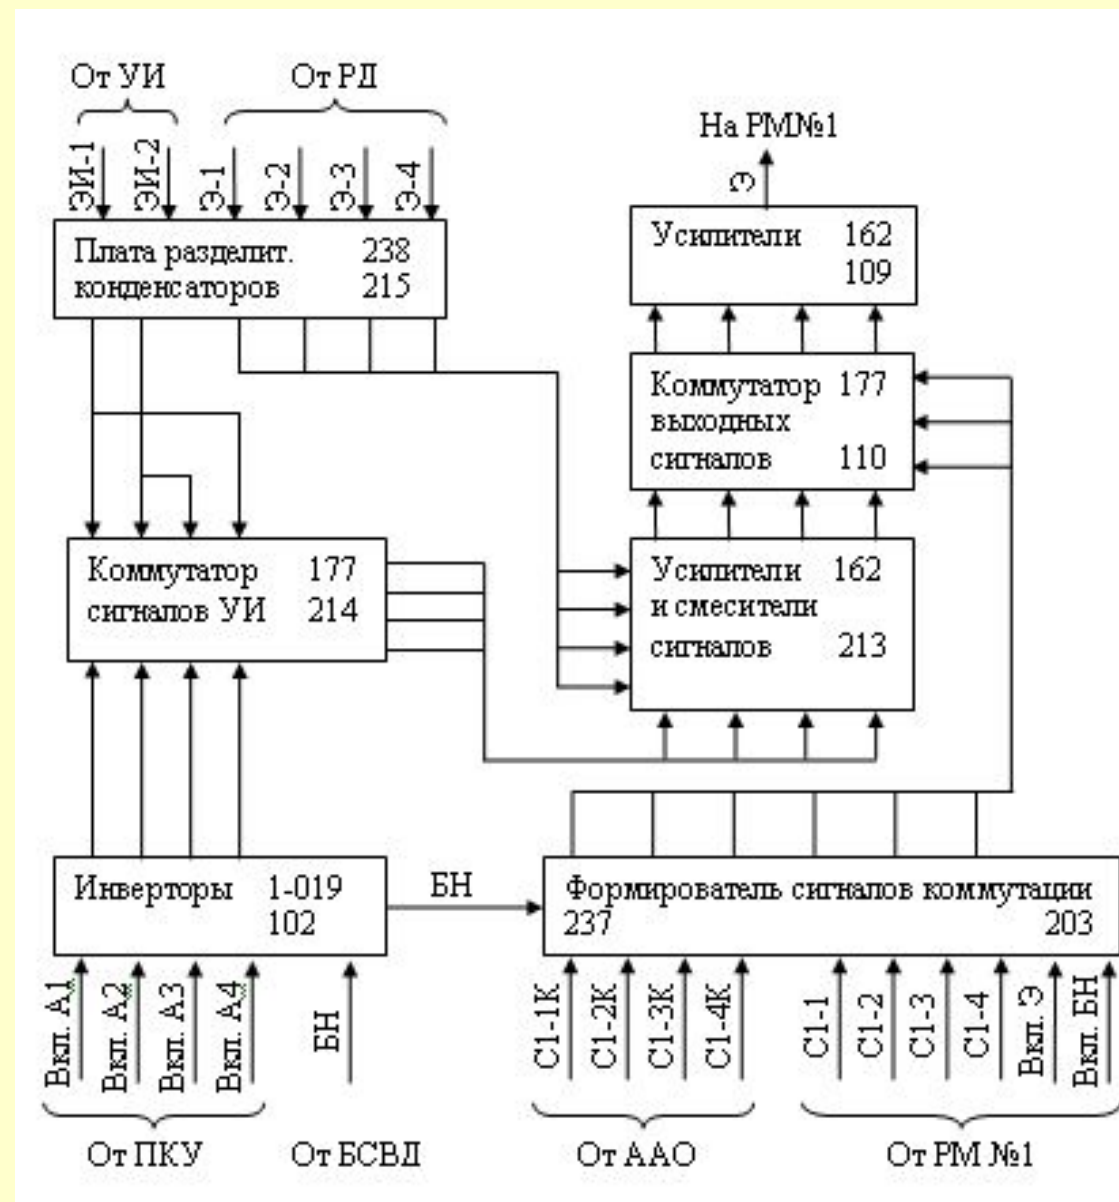 От УИ От РД
ЭИ-1 ЭИ-2 Э-1 Э-2 Э-3 Э-4
Плата разделит. 238
конденсаторов 215
На РМ№1
Э
Усилители 162
109
Коммутатор 177
выходных
сигналов 110
Коммутатор 177
сигналов УИ 214
Усилители 162
и смесители
сигналов 213
Инверторы 1-019
102
БН
Формирователь сигналов коммутации
237 203
Вкл. А1 Вкл. А2 Вкл. А3 Вкл. А4 БН С1-1К С1-2К С1-3К С1-4К С1-1 С1-2 С1-3 С1-4 Вкл. Э Вкл. БН
От ПКУ От БСВД От ААО От РМ №1